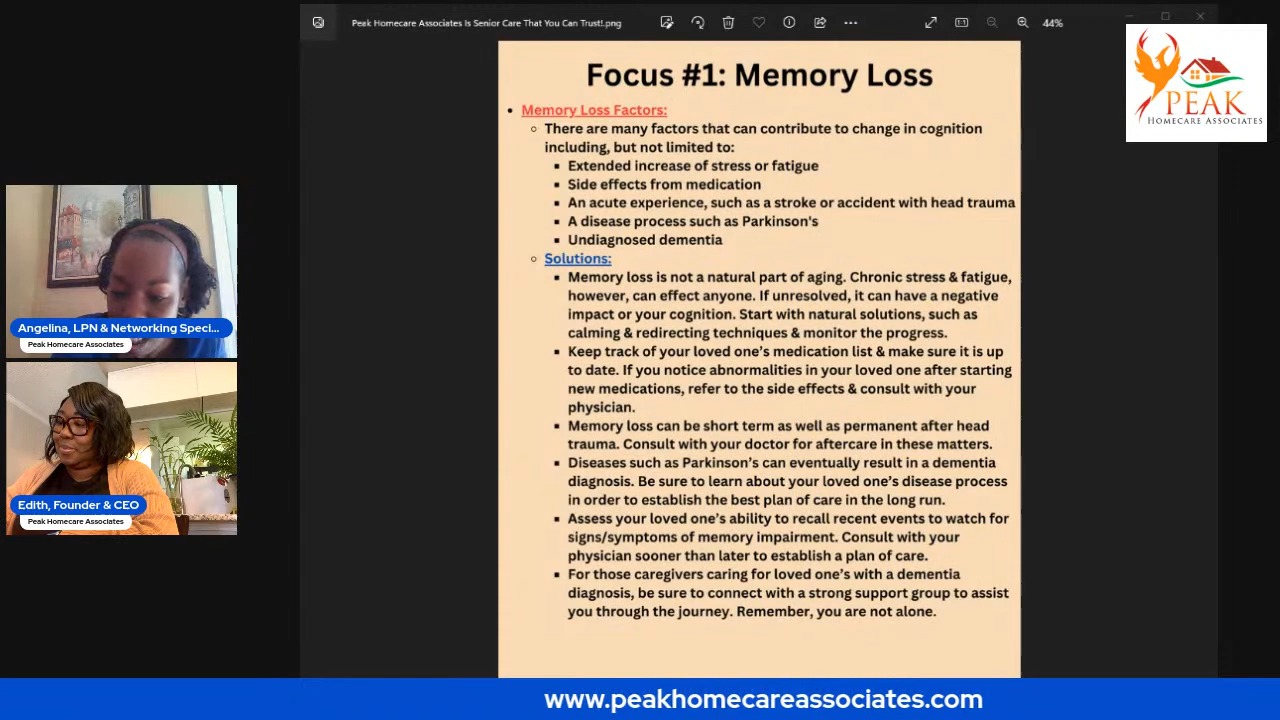 Peak Homecare Associates Is Senior Care That You Can Trust!.png
44%
PEAK
HOMECARE ASSOCIATES
Focus #1: Memory Loss
Memory Loss Factors:
There are many factors that can contribute to change in cognition
including, but not limited to:
Extended increase of stress or fatigue
Side effects from medication
An acute experience, such as a stroke or accident with head trauma
A disease process such as Parkinson's
Undiagnosed dementia
Solutions:
Memory loss is not a natural part of aging. Chronic stress & fatigue,
however, can effect anyone. If unresolved, it can have a negative
impact or your cognition. Start with natural solutions, such as
calming & redirecting techniques & monitor the progress.
Keep track of your loved one's medication list & make sure it is up
to date. If you notice abnormalities in your loved one after starting
new medications, refer to the side effects & consult with your
physician.
Memory loss can be short term as well as permanent after head
trauma. Consult with your doctor for aftercare in these matters.
Diseases such as Parkinson's can eventually result in a dementia
diagnosis. Be sure to learn about your loved one's disease process
in order to establish the best plan of care in the long run.
Assess your loved one's ability to recall recent events to watch for
signs/symptoms of memory impairment. Consult with your
physician sooner than later to establish a plan of care.
For those caregivers caring for loved one's with a dementia
diagnosis, be sure to connect with a strong support group to assist
you through the journey. Remember, you are not alone.
Angelina, LPN & Networking Speci...
Peak Homecare Associates
Edith, Founder & CEO
Peak Homecare Associates
www.peakhomecareassociates.com